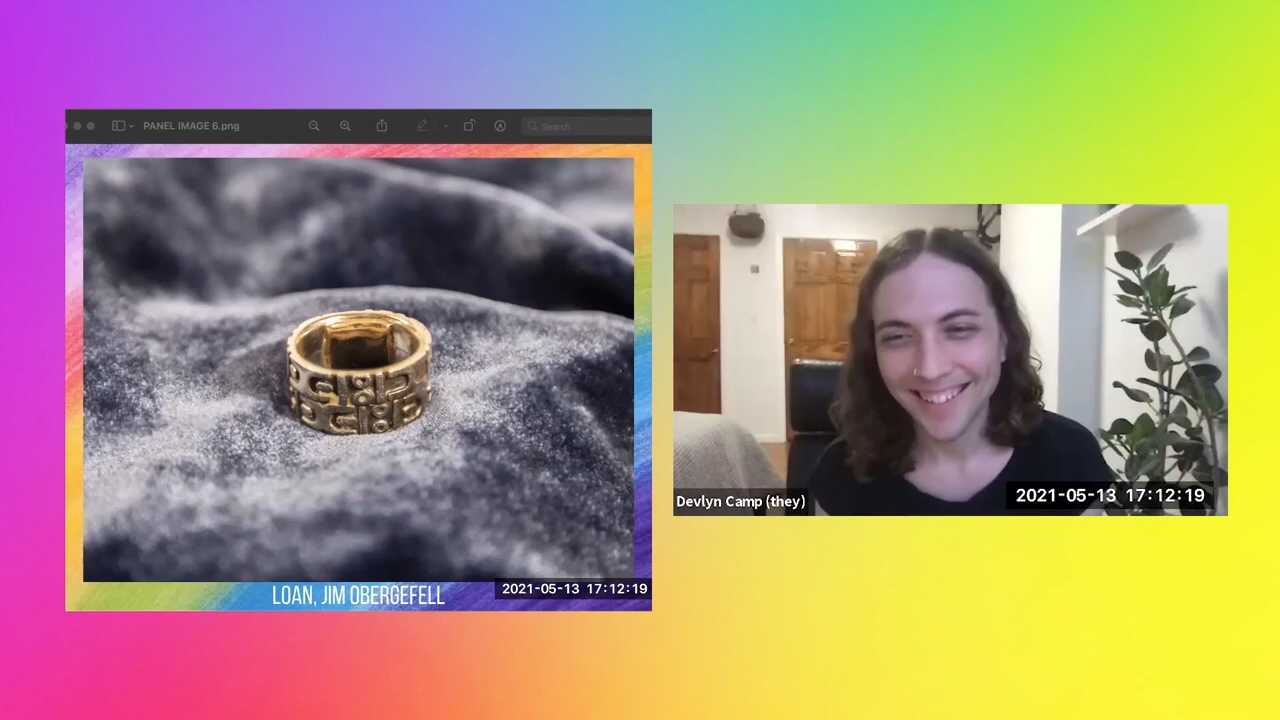 PANEL IMAGE 6.png
Search
LOAN, JIM OBERGEFELL
2021-05-13 17:12:19
Devlyn Camp (they)
2021-05-13 17:12:19